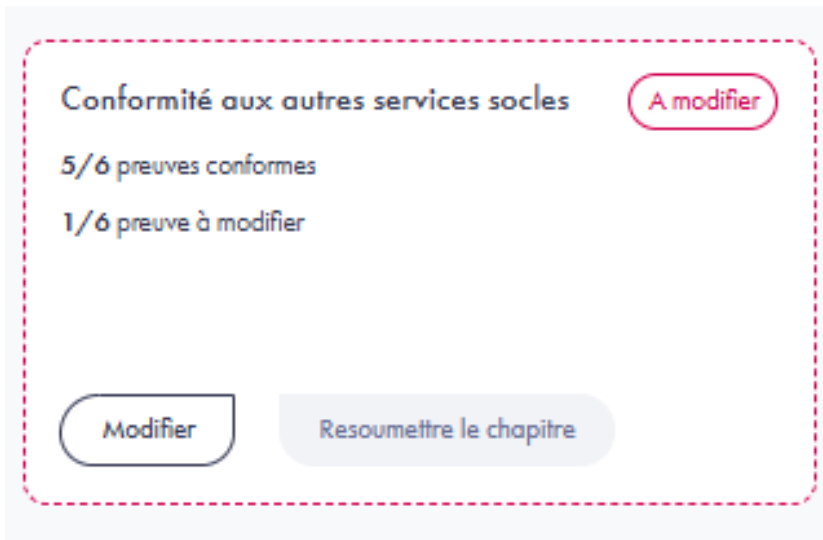 Conformité aux autres services socles
A modifier
5/6 preuves conformes
1/6 preuve à modifier
Modifier
Resoumettre le chapitre